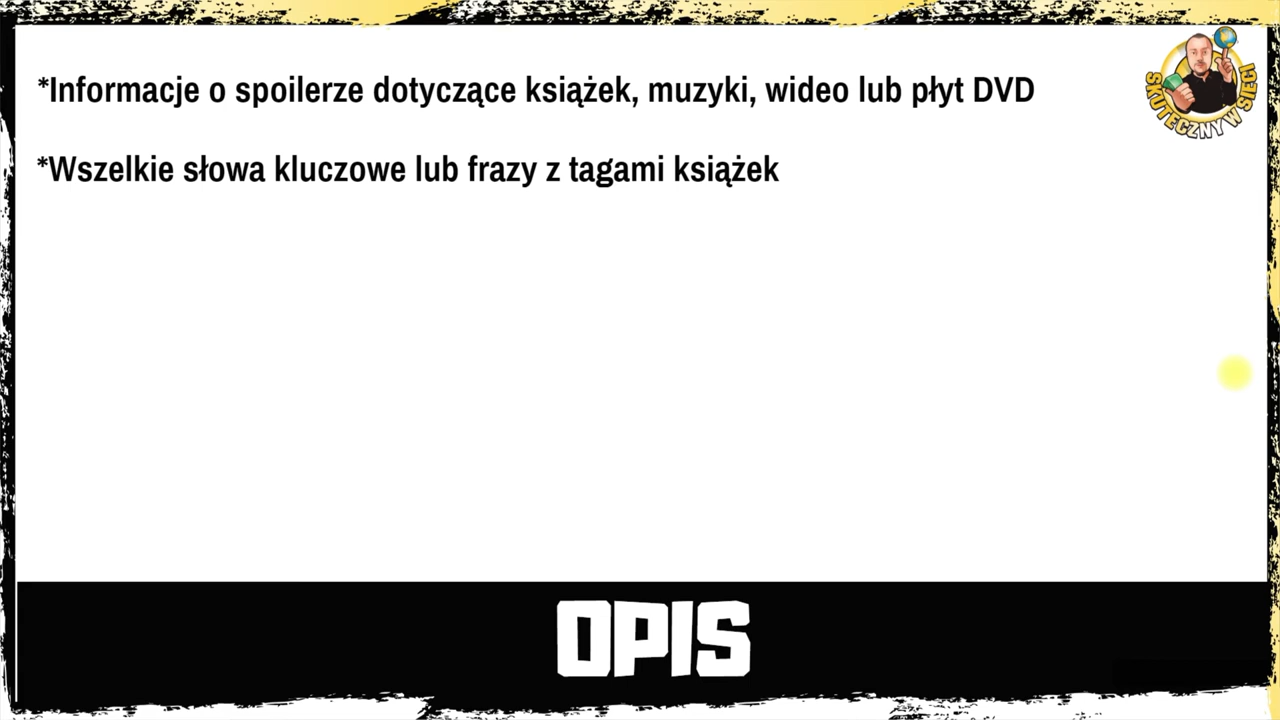 *Informacje o spoilerze dotyczące książek, muzyki, wideo lub płyt DVD
SKUTECZNY W SIECI
*Wszelkie słowa kluczowe lub frazy z tagami książek
OPIS